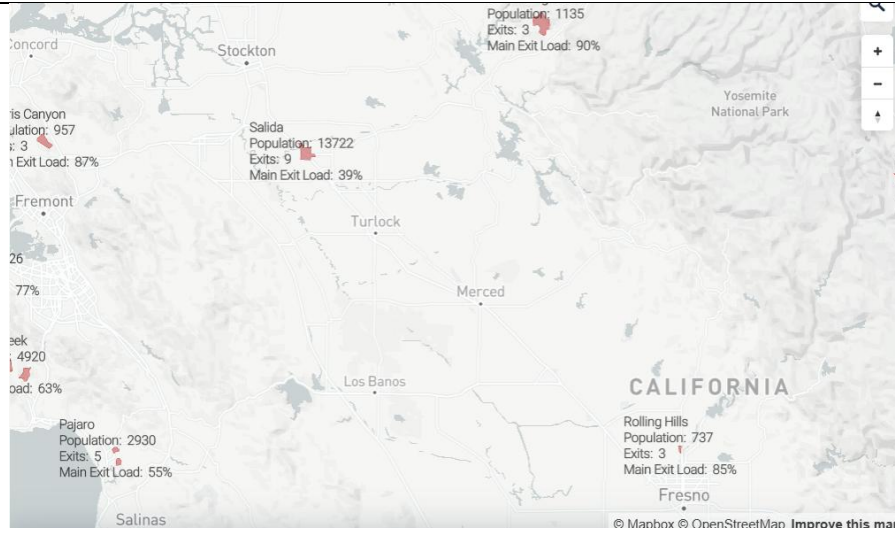 Population: 1135
Exits: 3
Main Exit Load: 90%
Concord
Stockton
Yosemite
National Park
ris Canyon
ulation: 957
s: 3
n Exit Load: 87%
Salida
Population: 13722
Exits: 9
Main Exit Load: 39%
Fremont
Turlock
26
77%
Merced
eek
4920
oad: 63%
Los Banos
CALIFORNIA
Pajaro
Population: 2930
Exits: 5
Main Exit Load: 55%
Rolling Hills
Population: 737
Exits: 3
Main Exit Load: 85%
Fresno
Salinas
© Mapbox © OpenStreetMap Improve this map